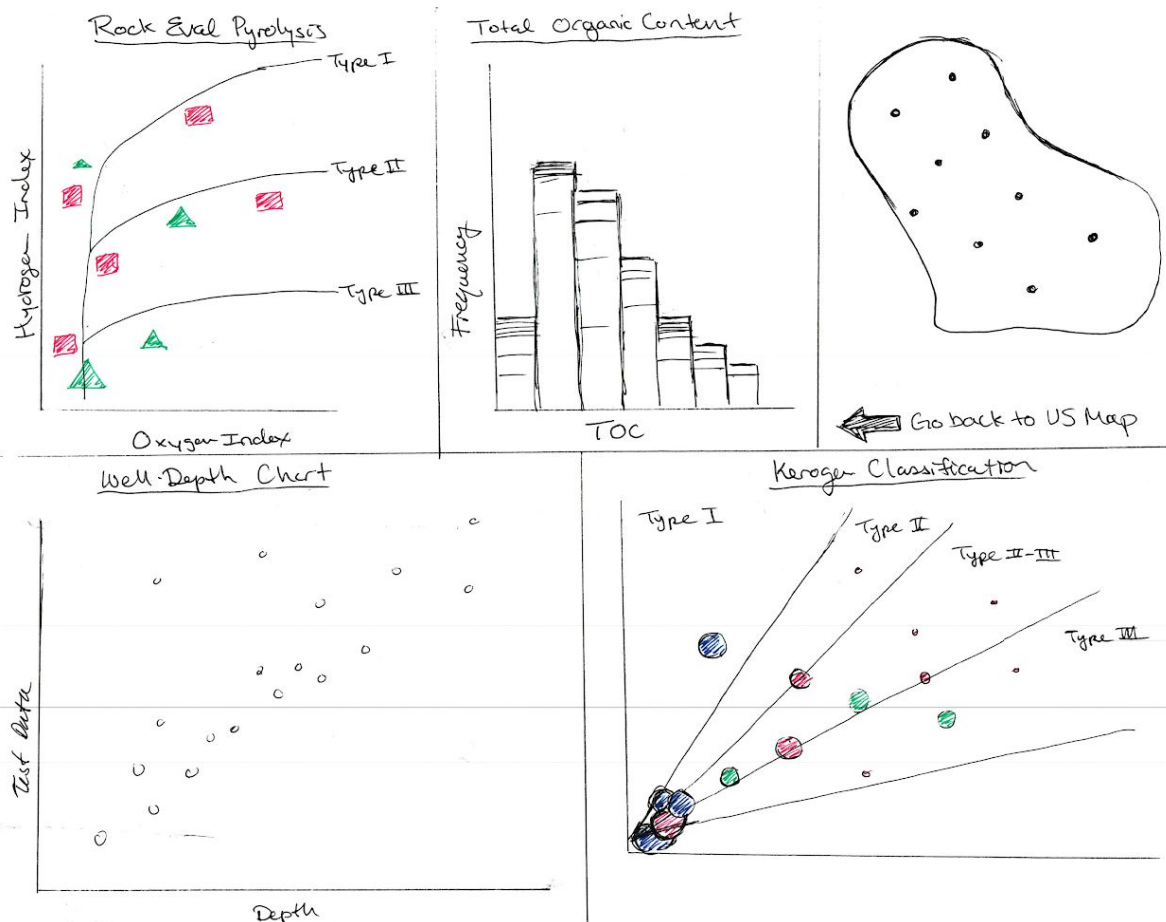 Rock Eval Pyrolysis
Type I
Type II
Type III
Hydrogen Index
Oxygen Index
Total Organic Content
Frequency
TOC
Go back to US Map
Well-Depth Chart
Test Data
Depth
Kerogen Classification
Type I
Type II
Type II-III
Type III